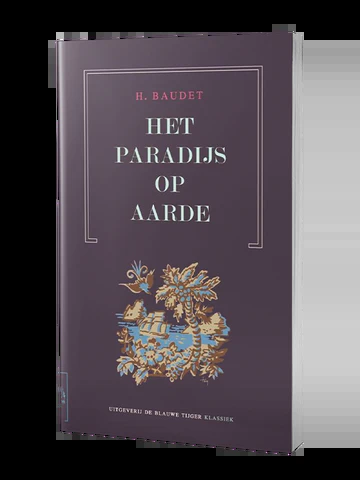 H. BAUDET
HET
PARADIJS
OP
AARDE
UITGEVERIJ DE BLAUWE TIJGER KLASSIEK